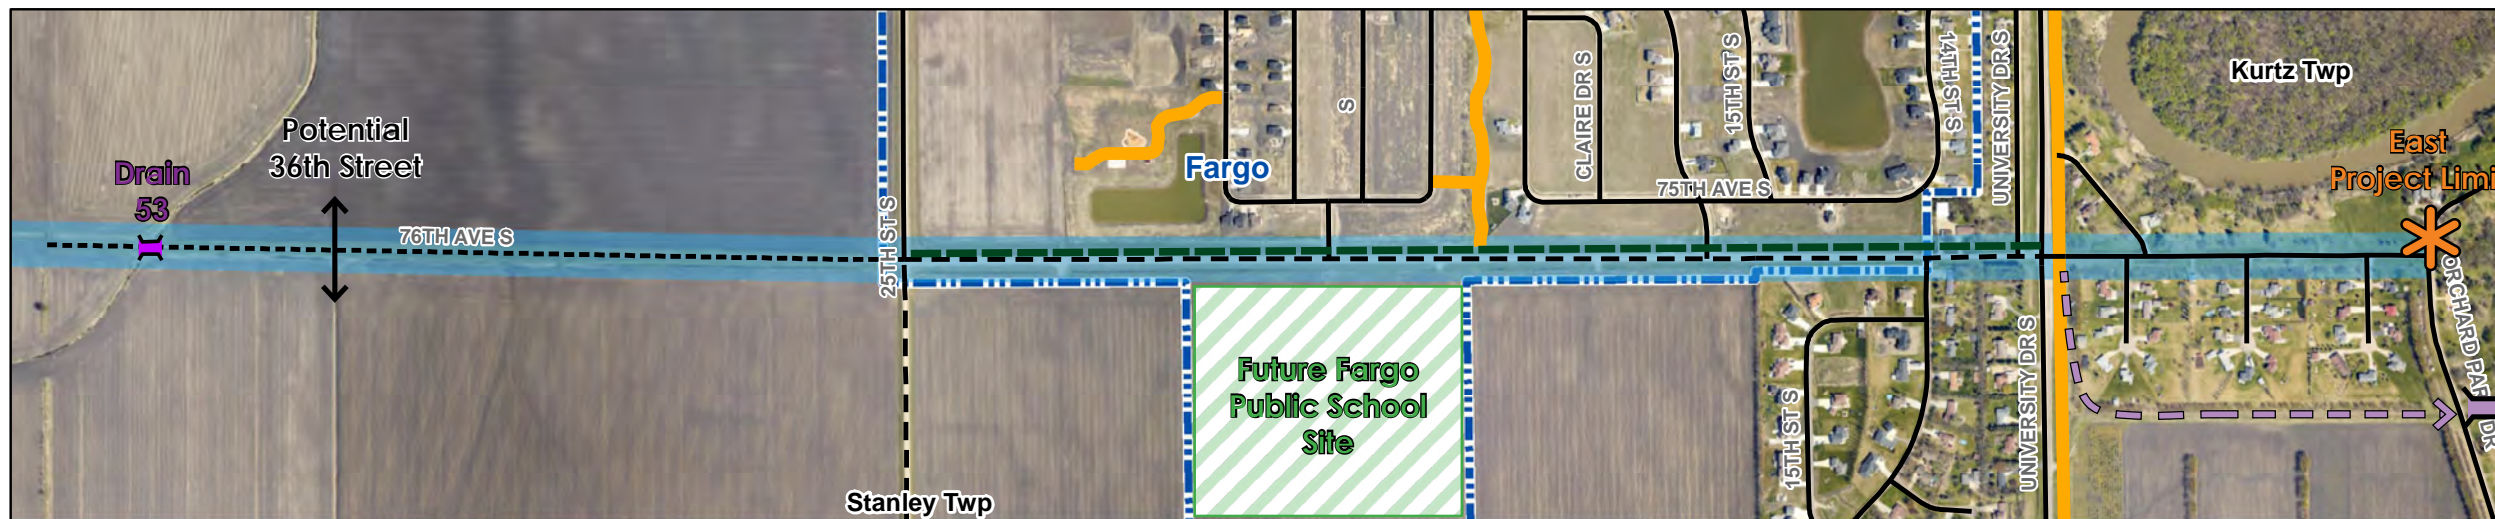 Drain
53
Potential
36th Street
76TH AVE S
25TH ST S
Stanley Twp
Fargo
S
CLAIRE DR S
15TH ST S
75TH AVE S
14TH ST S
UNIVERSITY DR S
Kurtz Twp
East
Project Limi
Future Fargo
Public School
Site
15TH ST S
UNIVERSITY DR S
ORCHARD PAR
DR